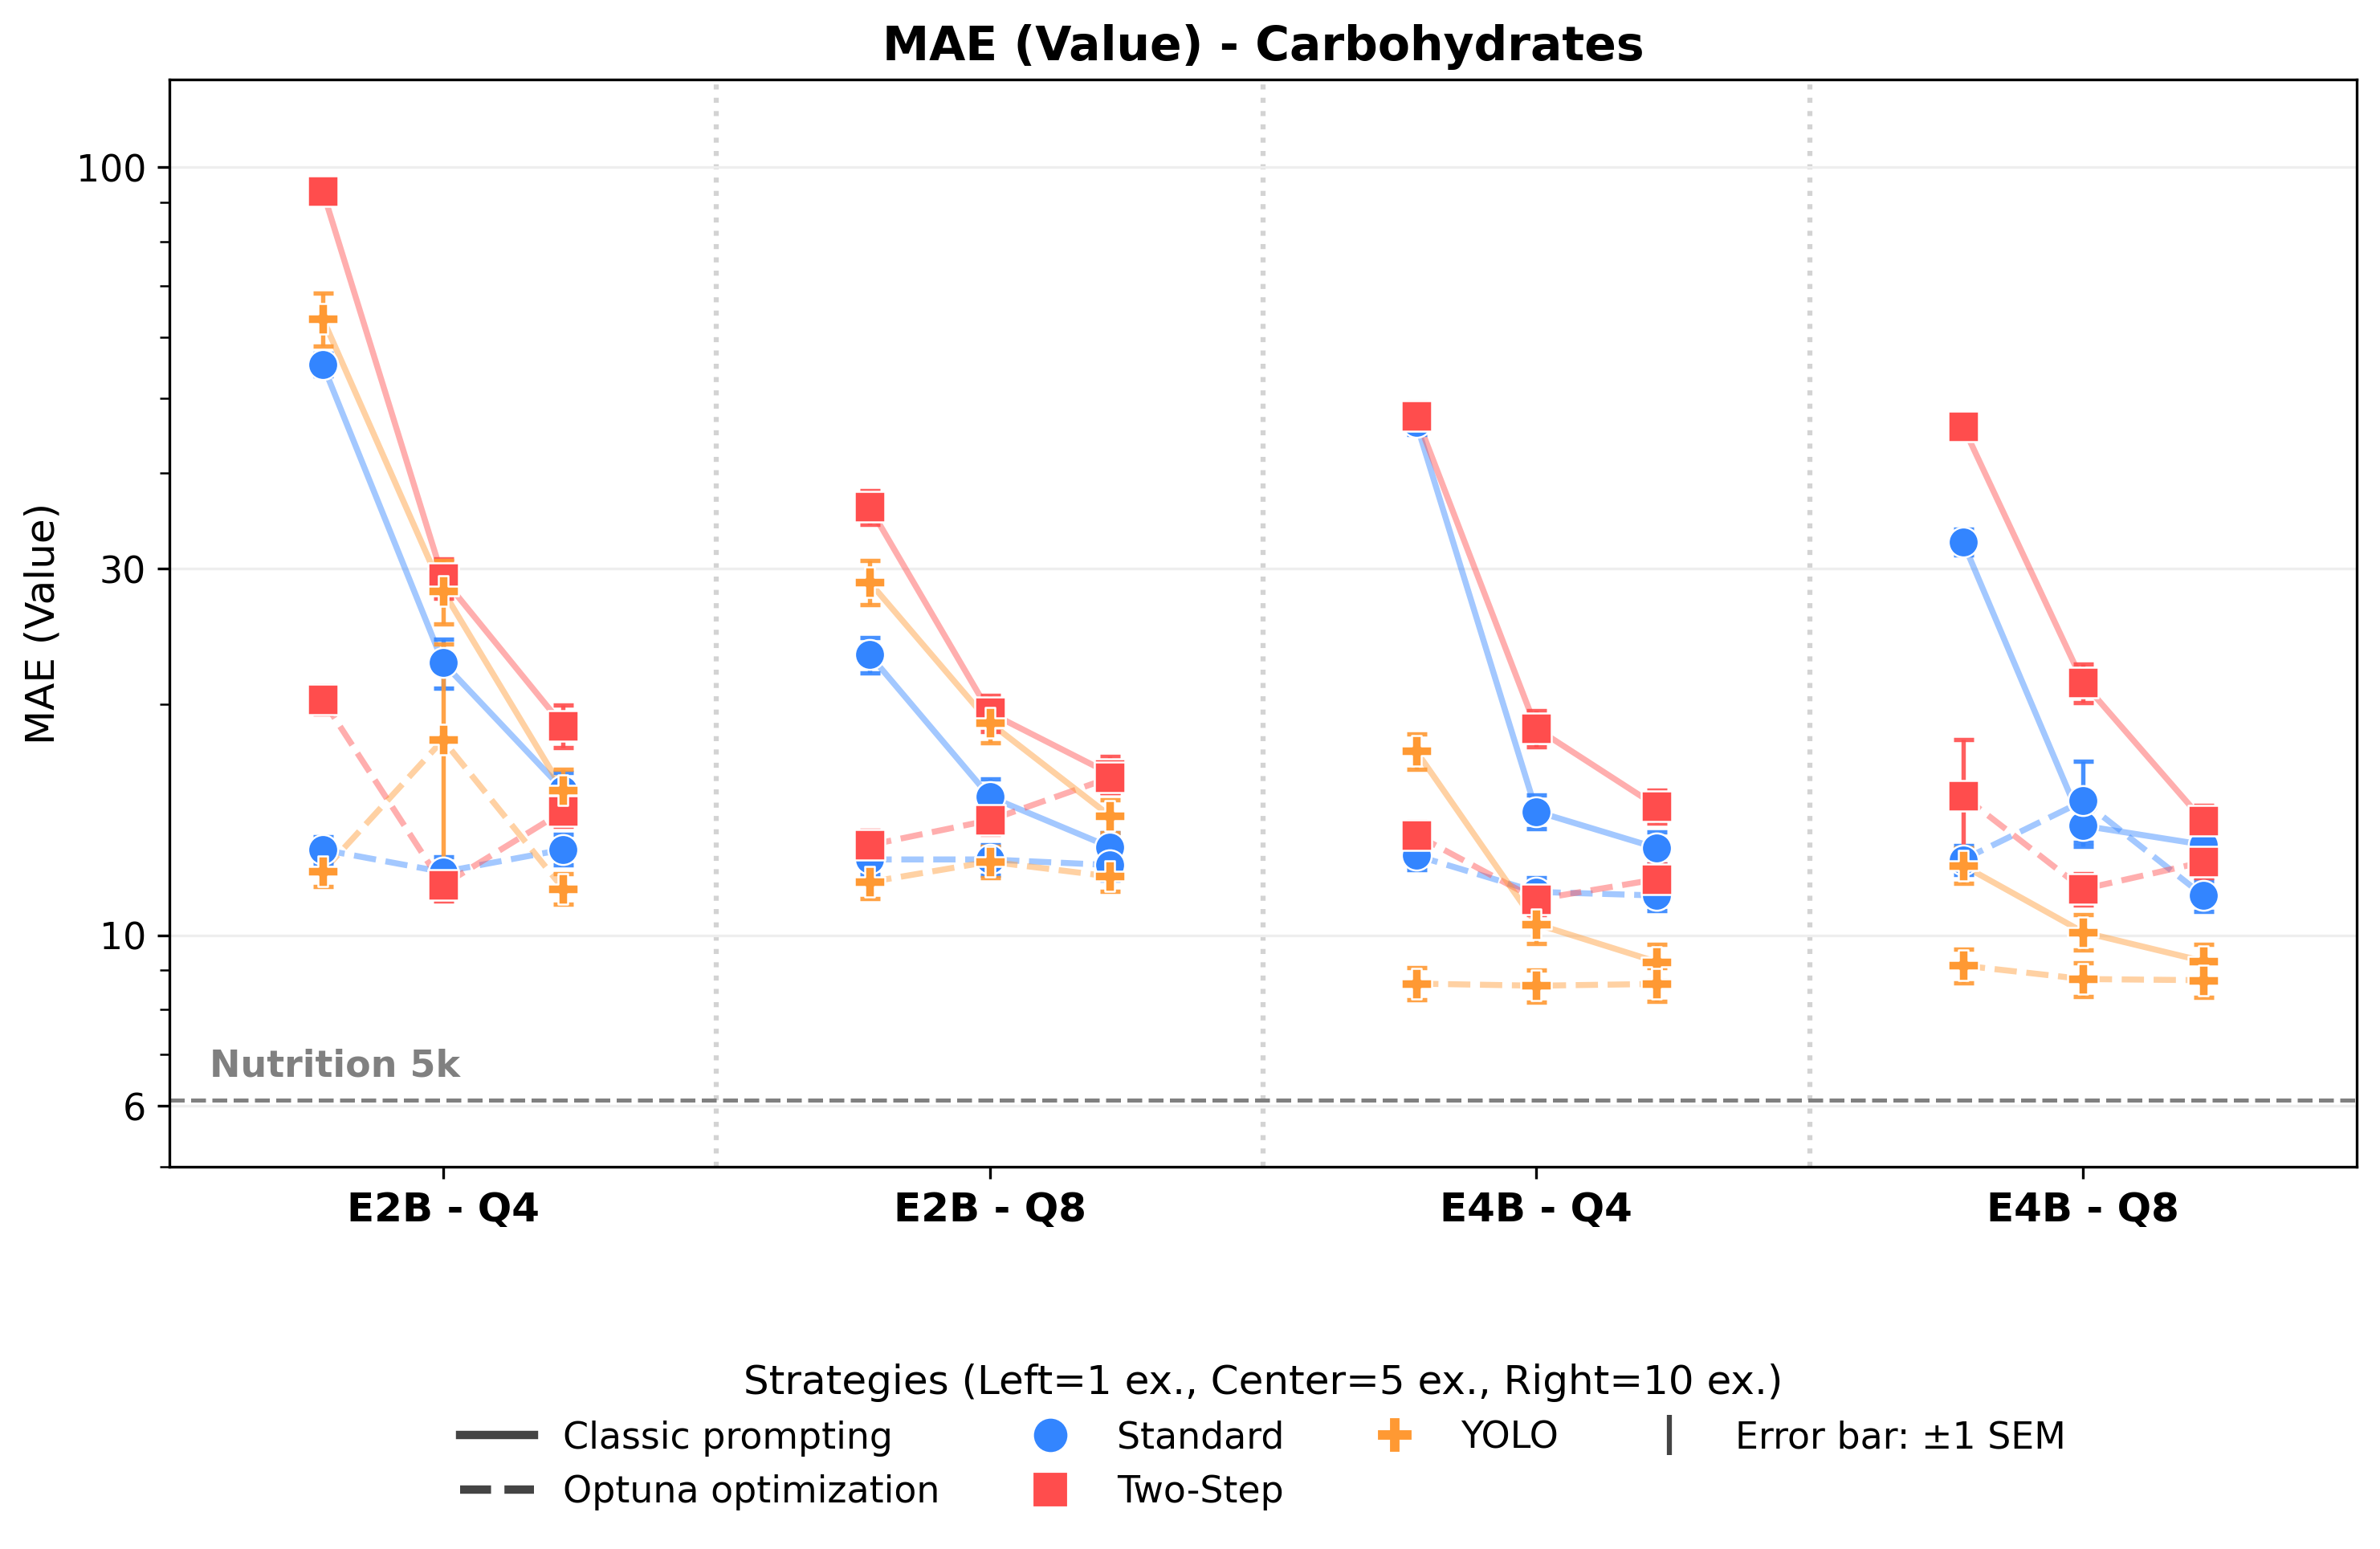 MAE (Value) - Carbohydrates
MAE (Value)
100
30
10
6
Nutrition 5k
E2B - Q4
E2B - Q8
E4B - Q4
E4B - Q8
Strategies (Left=1 ex., Center=5 ex., Right=10 ex.)
Classic prompting
Optuna optimization
Standard
Two-Step
YOLO
Error bar: ±1 SEM